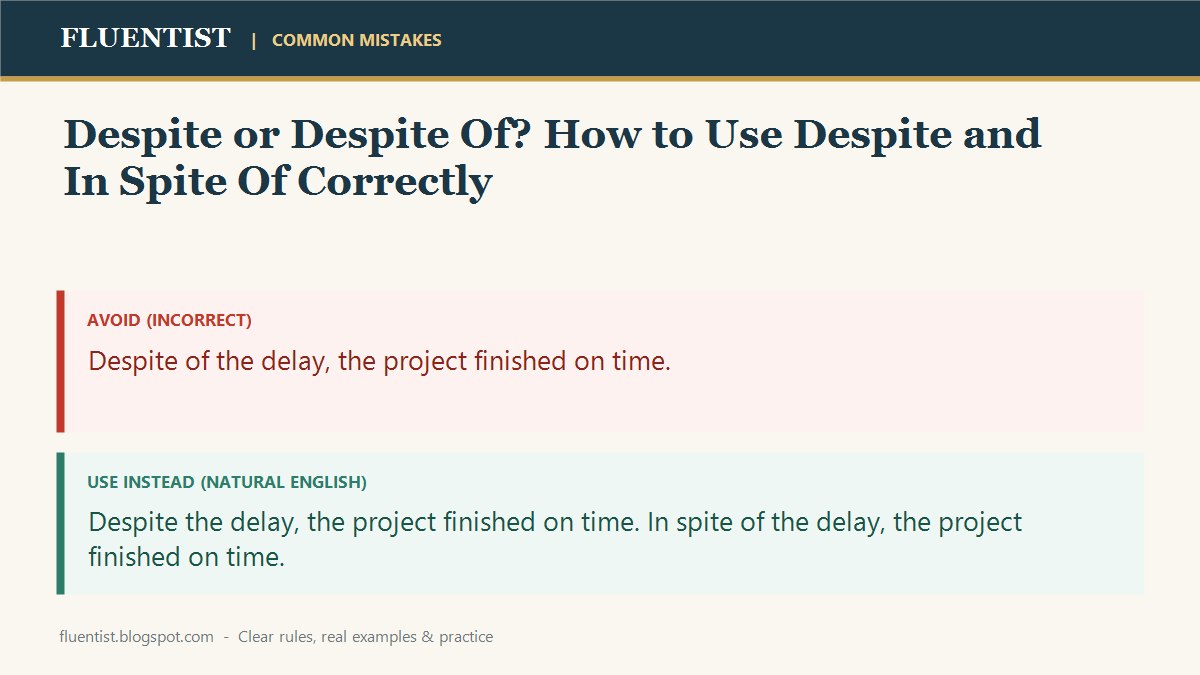 FLUENTIST | COMMON MISTAKES
Despite or Despite Of? How to Use Despite and
In Spite Of Correctly
AVOID (INCORRECT)
Despite of the delay, the project finished on time.
USE INSTEAD (NATURAL ENGLISH)
Despite the delay, the project finished on time. In spite of the delay, the project
finished on time.
fluentist.blogspot.com - Clear rules, real examples & practice